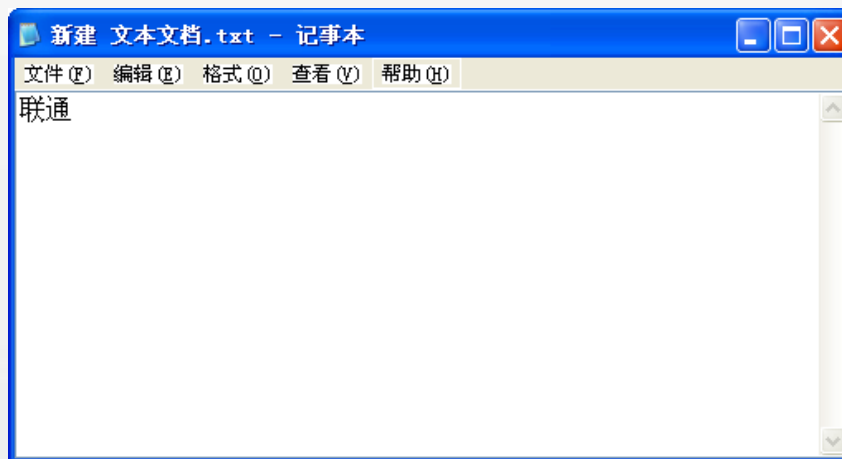 新建 文本文档.txt - 记事本
文件(F) 编辑(E) 格式(O) 查看(V) 帮助(H)
联通